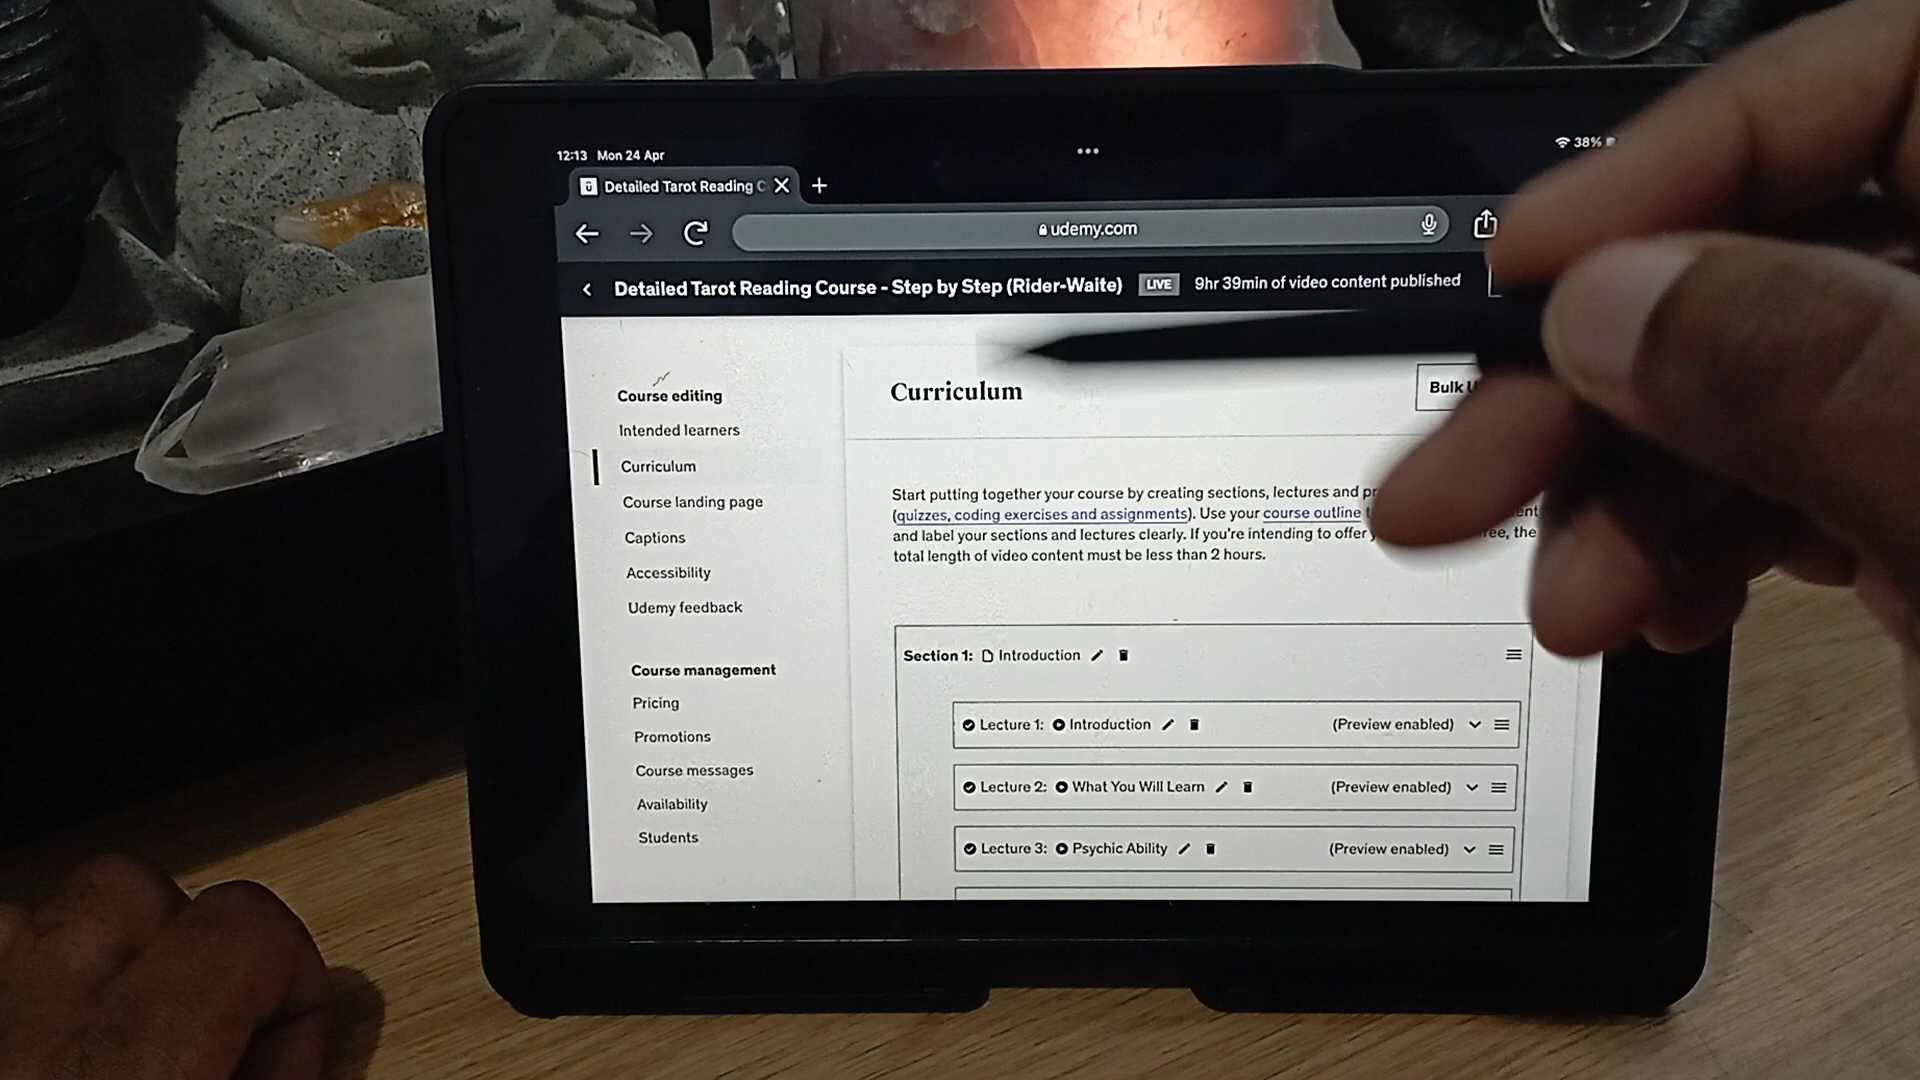 12:13 Mon 24 Apr
38%
Detailed Tarot Reading C
udemy.com
Detailed Tarot Reading Course - Step by Step (Rider-Waite) LIVE 9hr 39min of video content published
Course editing
Intended learners
Curriculum
Course landing page
Captions
Accessibility
Udemy feedback
Course management
Pricing
Promotions
Course messages
Availability
Students
Curriculum
Bulk
Start putting together your course by creating sections, lectures and
(quizzes, coding exercises and assignments). Use your course outline
and label your sections and lectures clearly. If you're intending to offer the
total length of video content must be less than 2 hours.
Section 1: Introduction
Lecture 1: Introduction (Preview enabled)
Lecture 2: What You Will Learn (Preview enabled)
Lecture 3: Psychic Ability (Preview enabled)